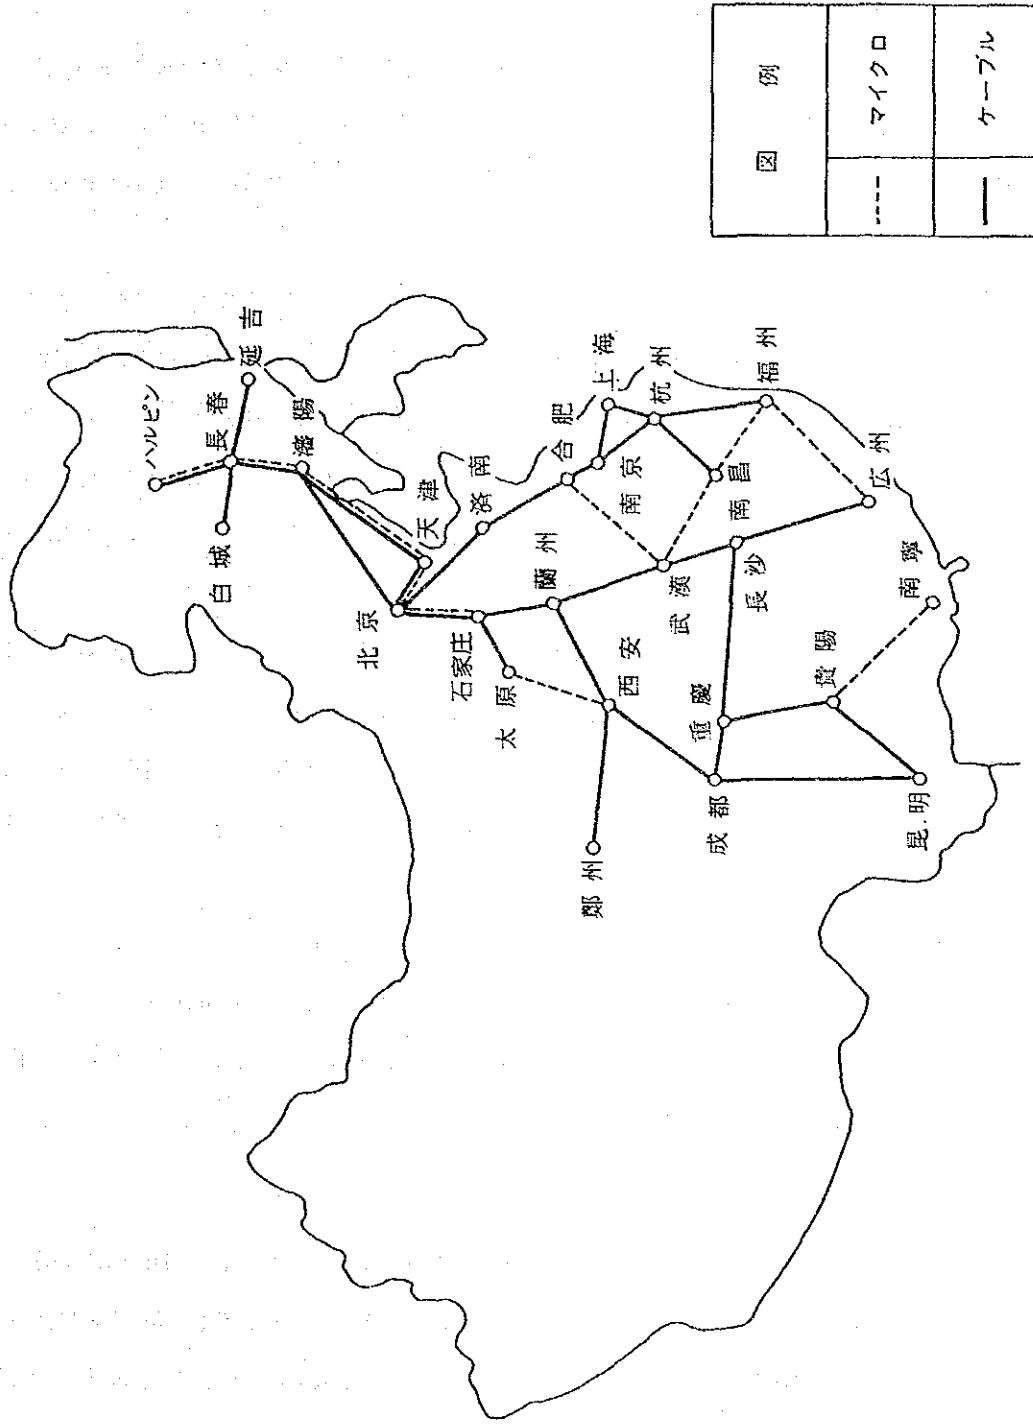 図 例
マイクロ
ケーブル
ハルピン
長春
延吉
白城
瀋陽
北京
天津
石家庄
太原
済南
合肥
上海
南京
杭州
蘭州
西安
鄭州
武漢
南昌
福州
長沙
重慶
成都
広州
貴陽
南寧
昆明